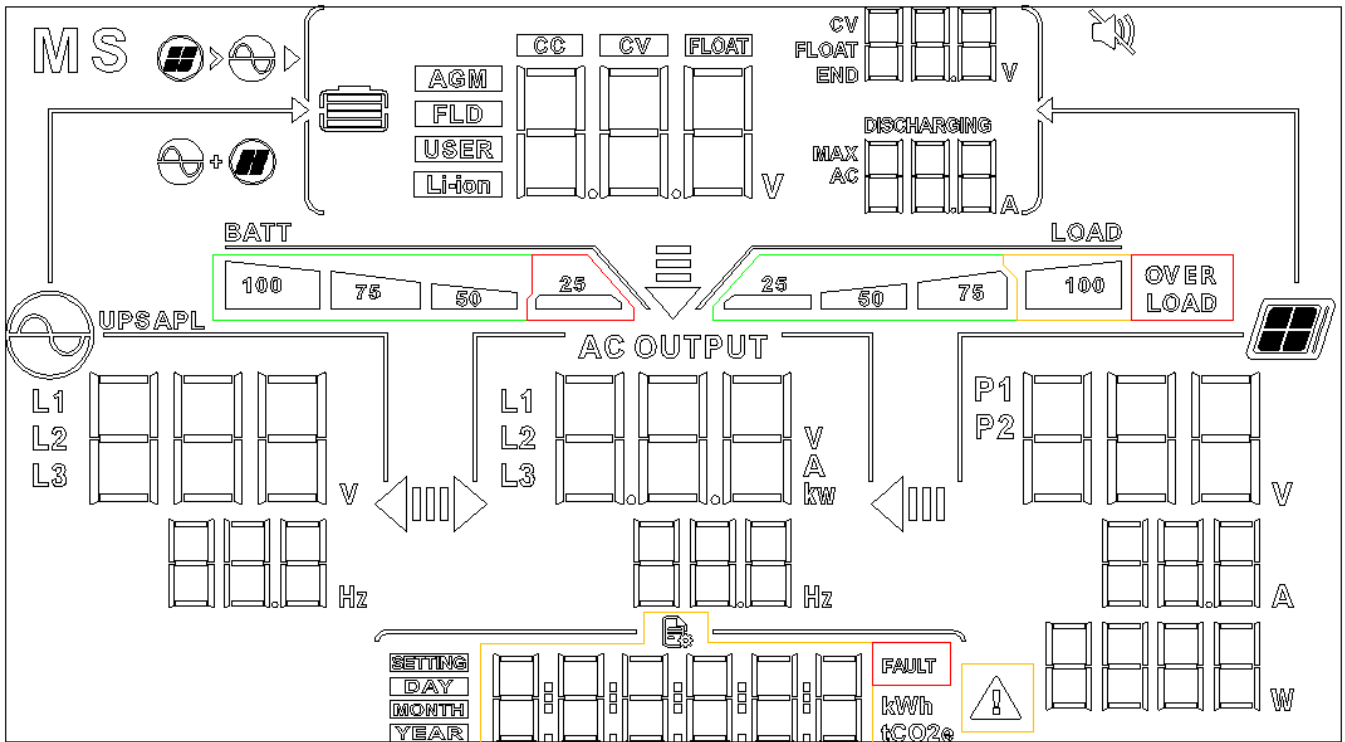 MS
CC CV FLOAT
CV
FLOAT
END
V
AGM
FLD
USER
Li-ion
V
DISCHARGING
MAX
AC
A
BATT
LOAD
100 75 50 25
25 50 75 100
OVER
LOAD
UPSAPL
AC OUTPUT
L1
L2
L3
V
Hz
L1
L2
L3
V
A
kw
Hz
P1
P2
V
A
W
SETTING
DAY
MONTH
YEAR
FAULT
kWh
tCO2e